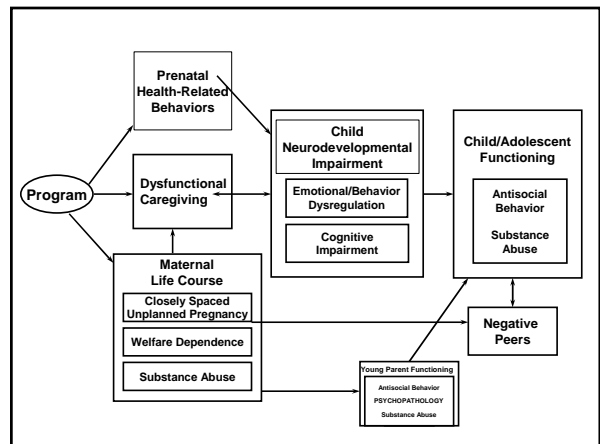 Prenatal
Health-Related
Behaviors
Child
Neurodevelopmental
Impairment
Child/Adolescent
Functioning
Program
Dysfunctional
Caregiving
Emotional/Behavior
Dysregulation
Cognitive
Impairment
Antisocial
Behavior
Substance
Abuse
Maternal
Life Course
Closely Spaced
Unplanned Pregnancy
Welfare Dependence
Substance Abuse
Negative
Peers
Young Parent Functioning
Antisocial Behavior
PSYCHOPATHOLOGY
Substance Abuse